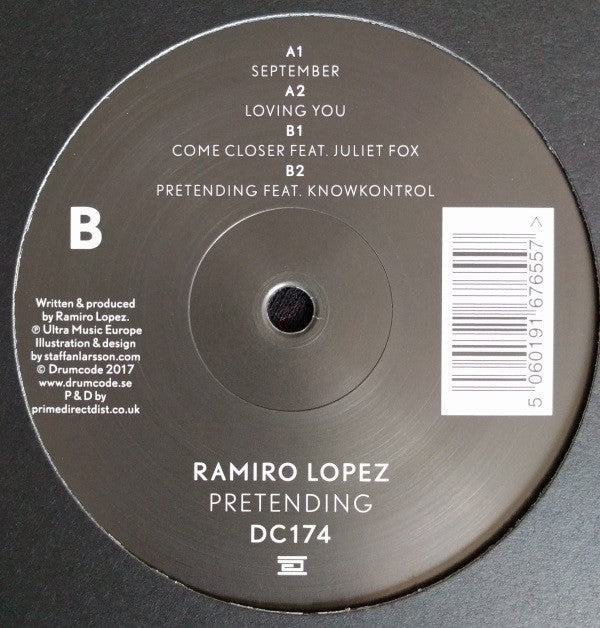 A1
SEPTEMBER
A2
LOVING YOU
B1
COME CLOSER FEAT. JULIET FOX
B2
PRETENDING FEAT. KNOWKONTROL
B
Written & produced
by Ramiro Lopez.
℗ Ultra Music Europe
Illustration & design
by staffanlarsson.com
© Drumcode 2017
www.drumcode.se
P & D by
primedirectdist.co.uk
5 060191 676557 >
RAMIRO LOPEZ
PRETENDING
DC174